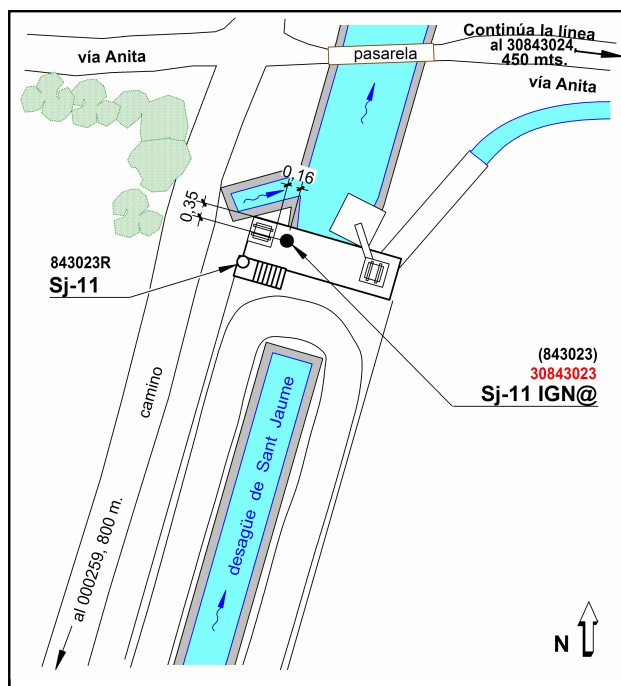 Continúa la línea
al 30843024,
450 mts.
vía Anita
pasarela
vía Anita
0,16
0,35
843023R
Sj-11
(843023)
30843023
Sj-11 IGN@
camino
desagüe de Sant Jaume
al 000259, 800 m.
N